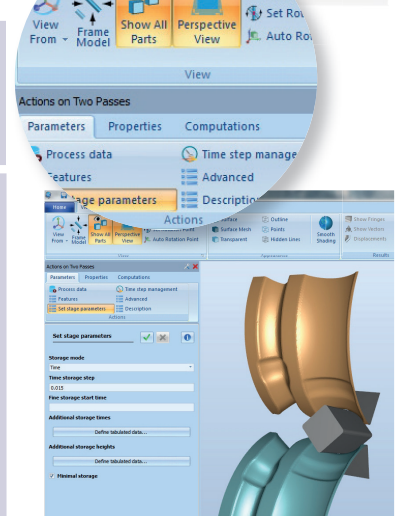 View From
Frame Model
Show All Parts
Perspective View
Set Ro
Auto Ro
View
Actions on Two Passes
Parameters Properties Computations
Process data
Time step manage
Features
Advanced
tage parameters
Description
Actions
Home
View From
Frame Model
Show All Parts
Perspective View
Auto Rotation Point
View
Surface Mesh
Transparent
Outline
Points
Hidden Lines
Smooth Shading
Show Fringes
Show Vectors
Displacements
Results
Actions on Two Passes
Parameters Properties Computations
Process data
Time step management
Features
Advanced
Set stage parameters
Description
Actions
Set stage parameters
Storage mode
Time
Time storage step
0.015
Fine storage start time
Additional storage times
Define tabulated data...
Additional storage heights
Define tabulated data...
Minimal storage